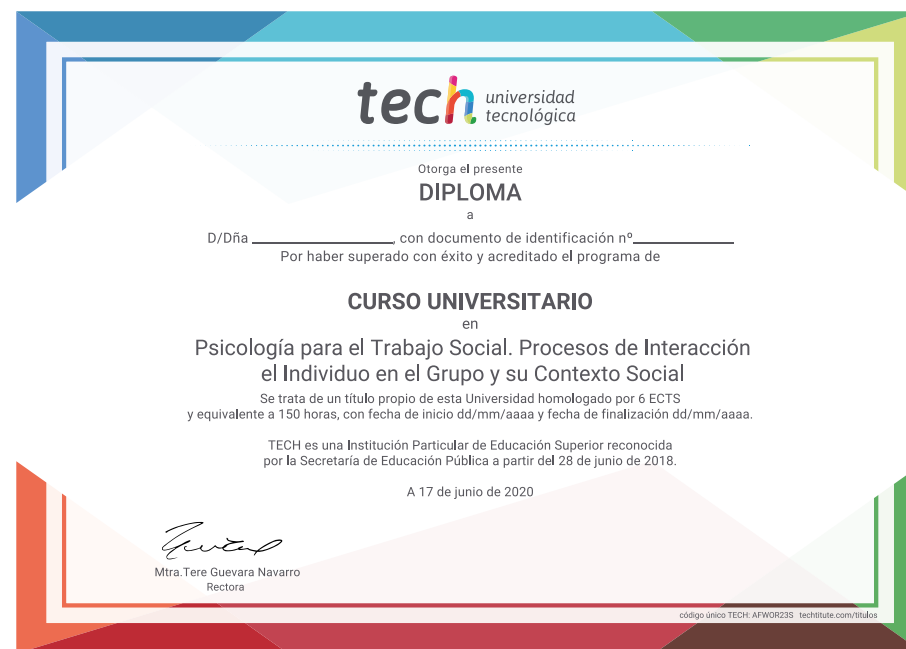 tech universidad
tecnológica
Otorga el presente
DIPLOMA
a
D/Dña ____________________, con documento de identificación nº______________
Por haber superado con éxito y acreditado el programa de
CURSO UNIVERSITARIO
en
Psicología para el Trabajo Social. Procesos de Interacción
el Individuo en el Grupo y su Contexto Social
Se trata de un título propio de esta Universidad homologado por 6 ECTS
y equivalente a 150 horas, con fecha de inicio dd/mm/aaaa y fecha de finalización dd/mm/aaaa.
TECH es una Institución Particular de Educación Superior reconocida
por la Secretaría de Educación Pública a partir del 28 de junio de 2018.
A 17 de junio de 2020
Mtra.Tere Guevara Navarro
Rectora
código único TECH: AFWOR23S techtitute.com/titulos